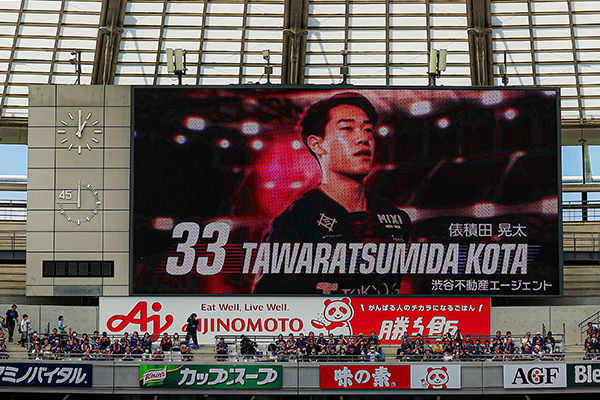 45
MIXI
俵積田 晃太
33 TAWARATSUMIDA KOTA
渋谷不動産エージェント
Eat Well, Live Well.
AJINOMOTO
がんばる人のチカラになるごはん
勝ち飯
アミノバイタル
Knorr
カップスープ
味の素
AGF
Ble